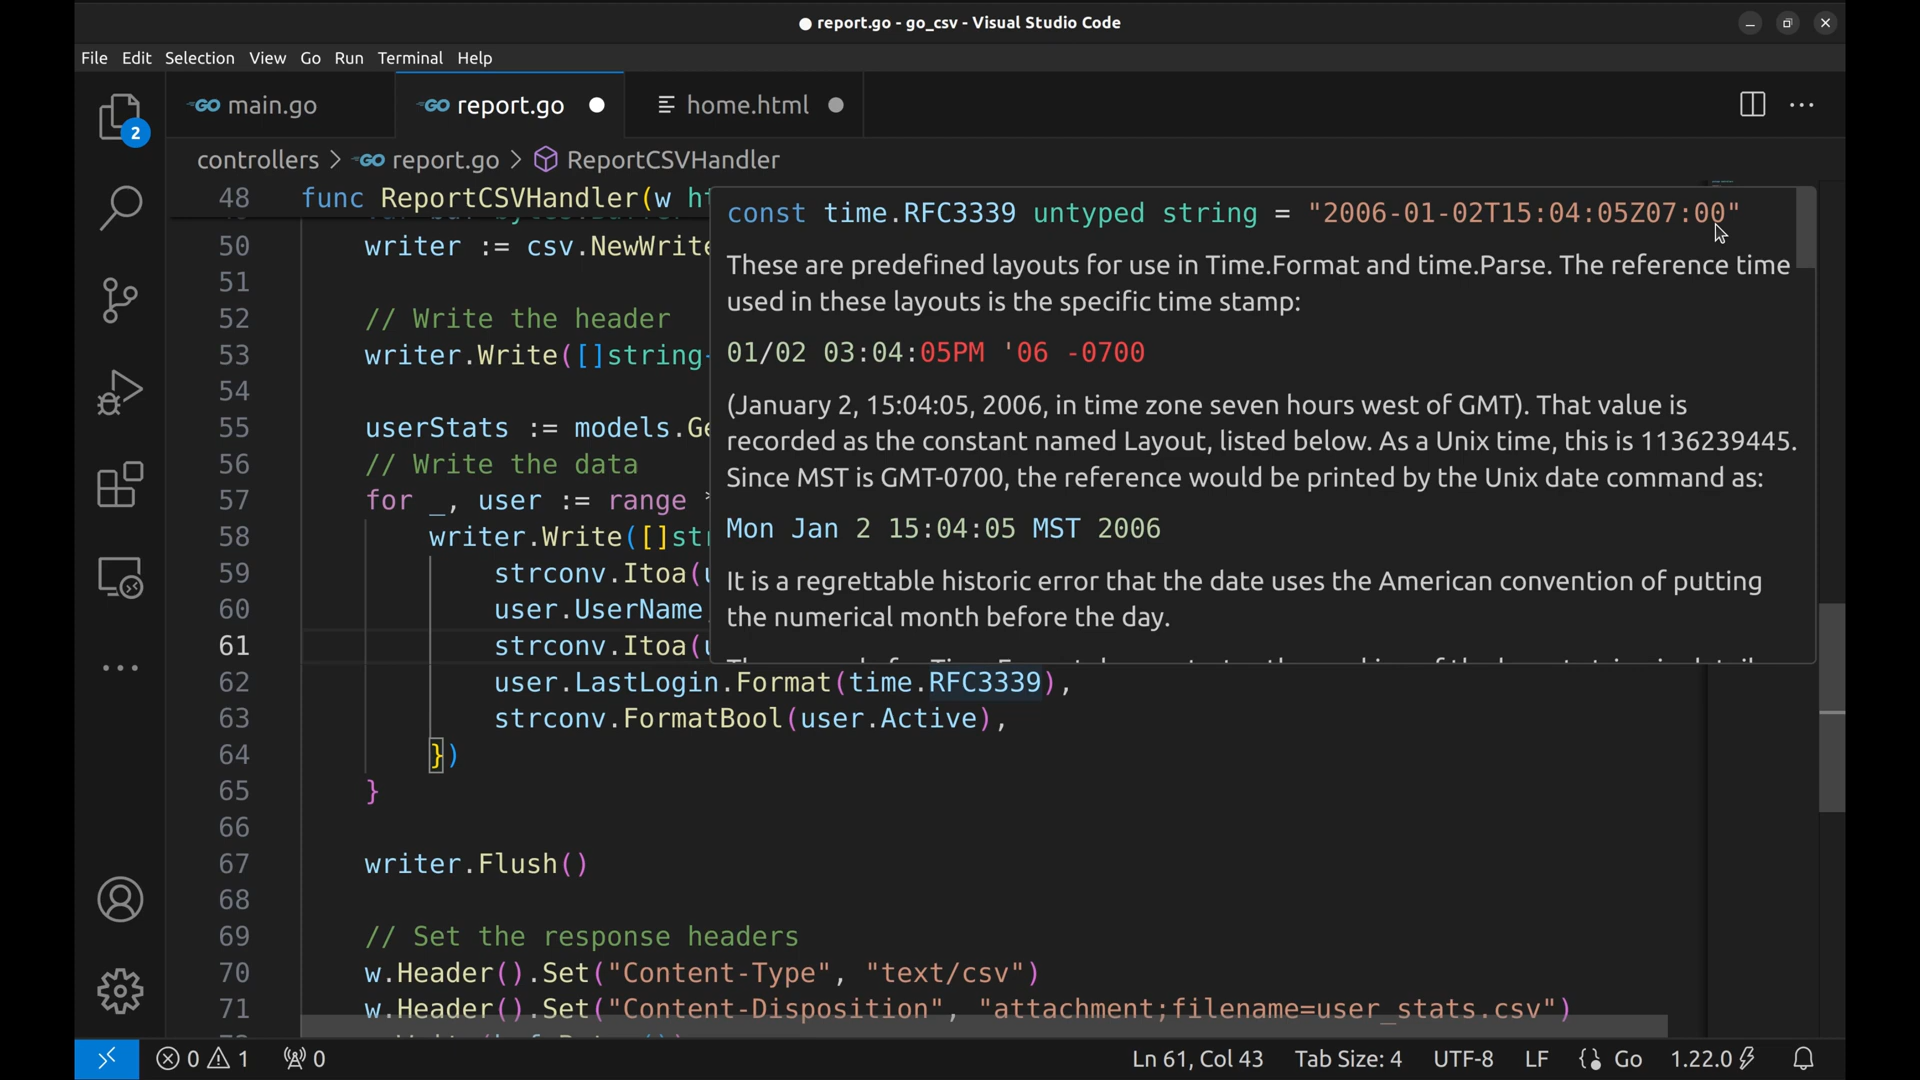 report.go - go_csv - Visual Studio Code
File Edit Selection View Go Run Terminal Help
GO main.go GO report.go home.html
2
controllers > GO report.go > ReportCSVHandler
48 func ReportCSVHandler(w
const time.RFC3339 untyped string = "2006-01-02T15:04:05Z07:00"
These are predefined layouts for use in Time.Format and time.Parse. The reference time
used in these layouts is the specific time stamp:
01/02 03:04:05PM '06 -0700
(January 2, 15:04:05, 2006, in time zone seven hours west of GMT). That value is
recorded as the constant named Layout, listed below. As a Unix time, this is 1136239445.
Since MST is GMT-0700, the reference would be printed by the Unix date command as:
Mon Jan 2 15:04:05 MST 2006
It is a regrettable historic error that the date uses the American convention of putting
the numerical month before the day.
50 writer := csv.NewWrite
51
52 // Write the header
53 writer.Write([]string
54
55 userStats := models.Ge
56 // Write the data
57 for _, user := range *
58 writer.Write([]str
59 strconv.Itoa(u
60 user.UserName
61 strconv.Itoa(u
62 user.LastLogin.Format(time.RFC3339),
63 strconv.FormatBool(user.Active),
64 })
65 }
66
67 writer.Flush()
68
69 // Set the response headers
70 w.Header().Set("Content-Type", "text/csv")
71 w.Header().Set("Content-Disposition", "attachment;filename=user_stats.csv")
0 1 0 Ln 61, Col 43 Tab Size: 4 UTF-8 LF {} Go 1.22.0